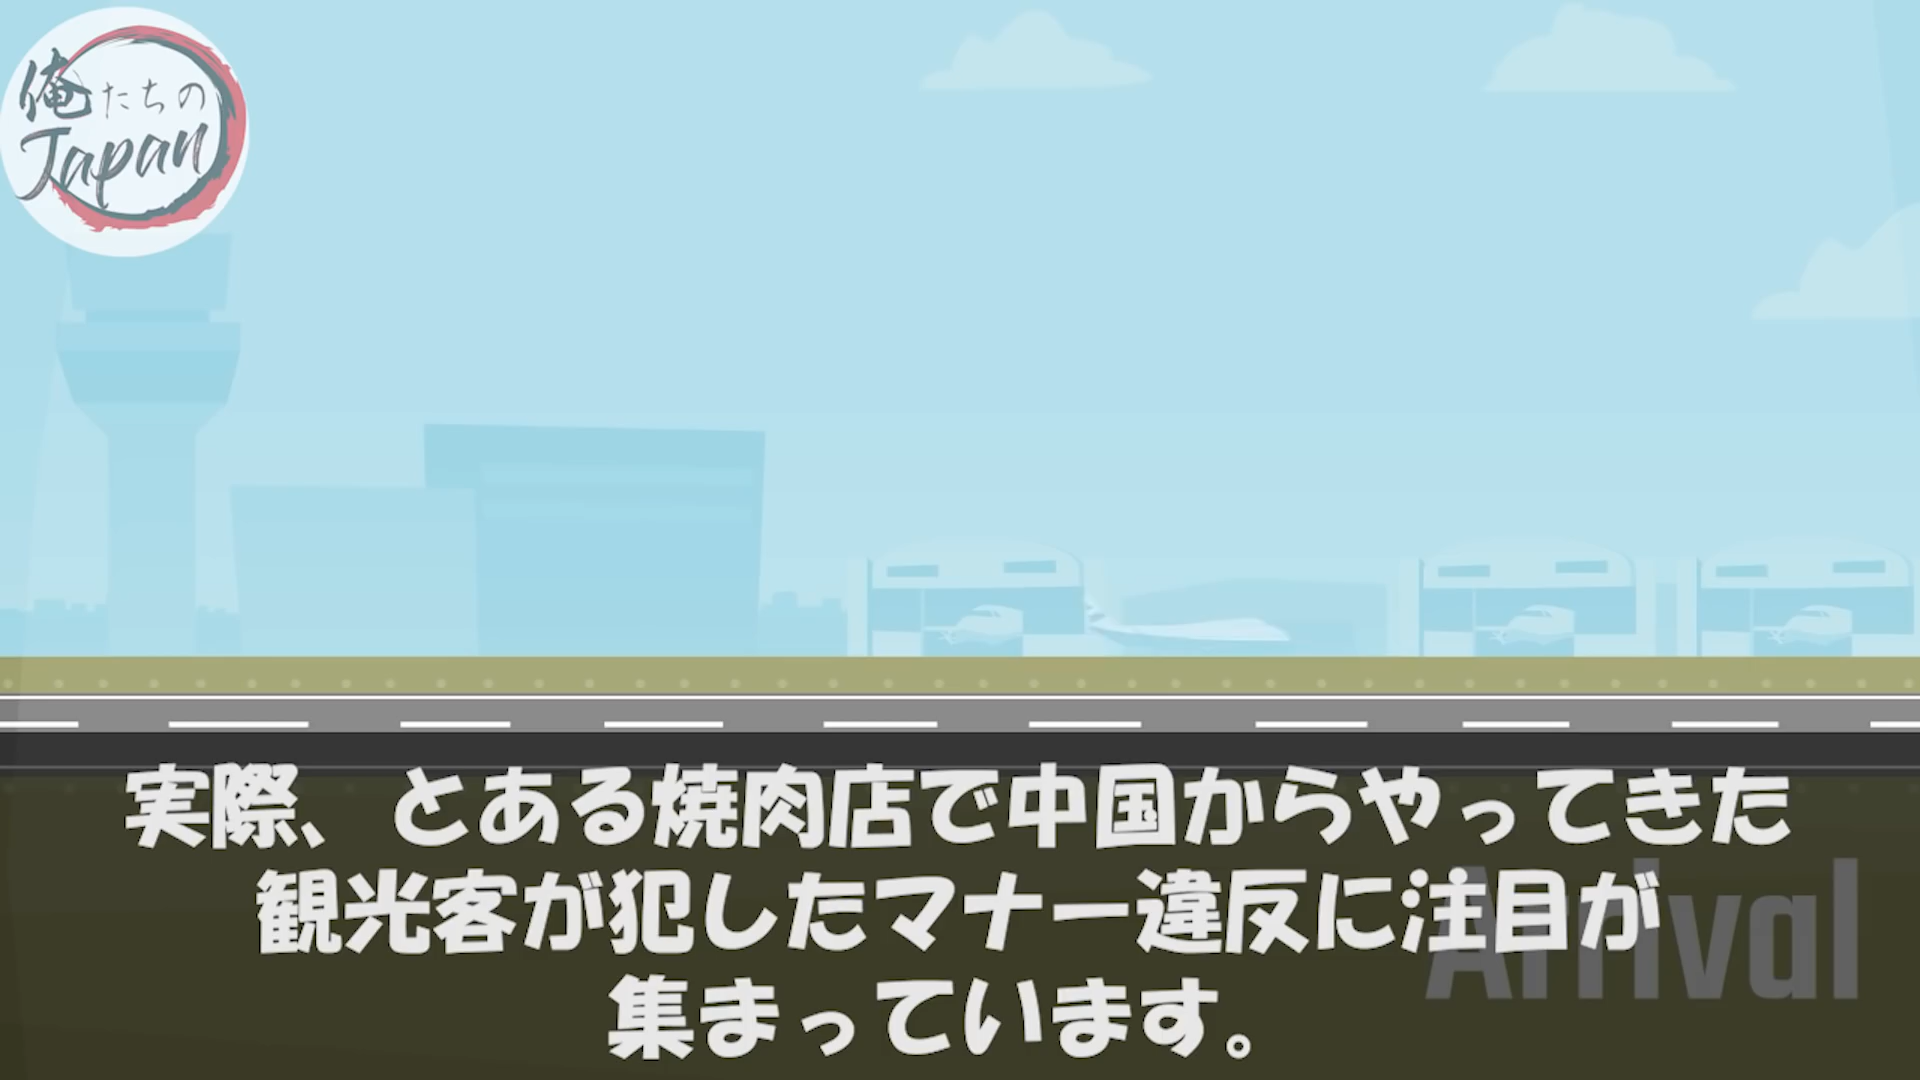 俺たちの
Japan
実際、とある焼肉店で中国からやってきた
観光客が犯したマナー違反に注目が
集まっています。
Arrival